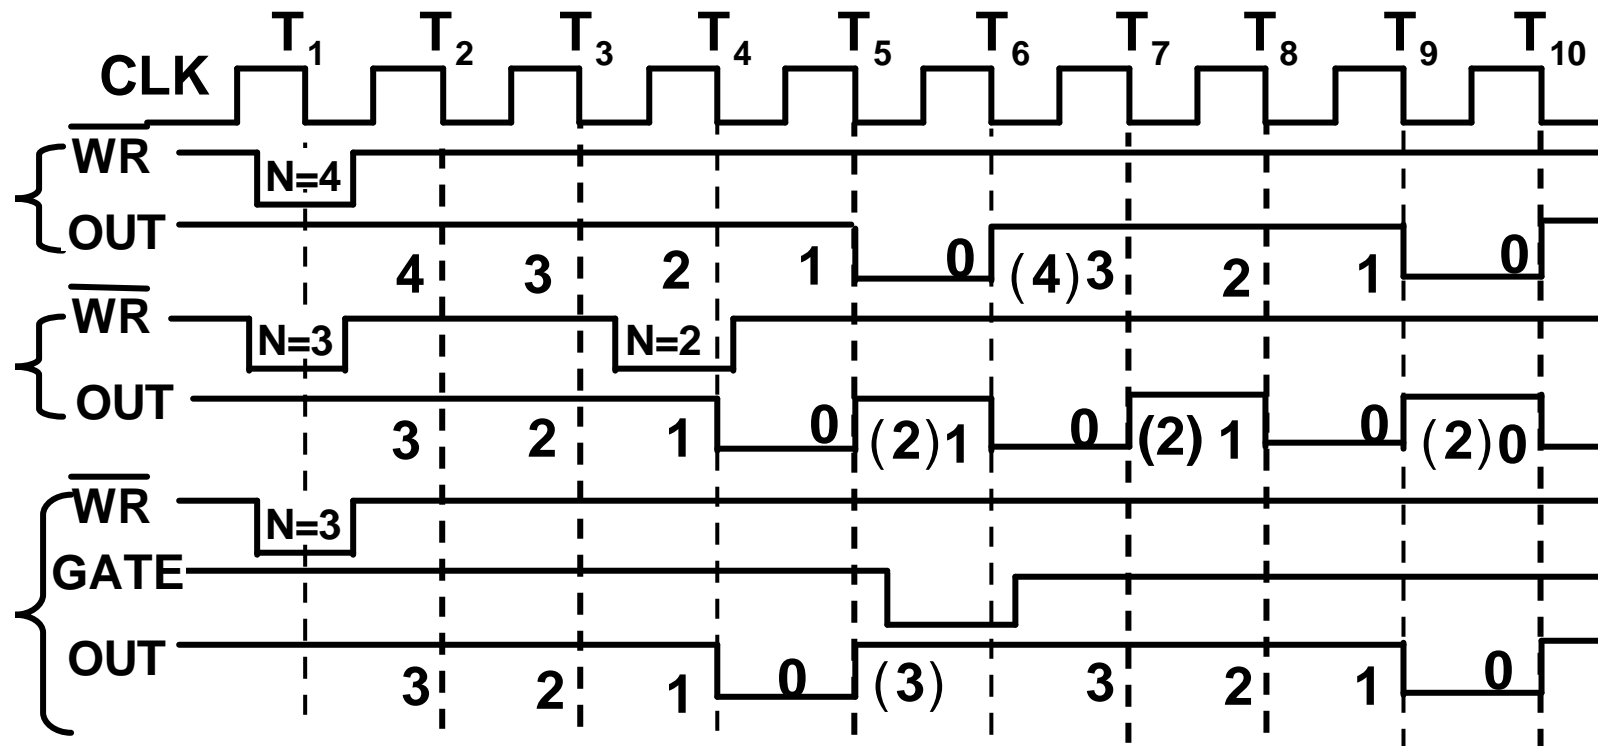 T1 T2 T3 T4 T5 T6 T7 T8 T9 T10
CLK
WR N=4
OUT
4 3 2 1 0 (4)3 2 1 0
WR N=3 N=2
OUT
3 2 1 0 (2)1 0 (2)1 0 (2)0
WR N=3
GATE
OUT
3 2 1 0 (3) 3 2 1 0